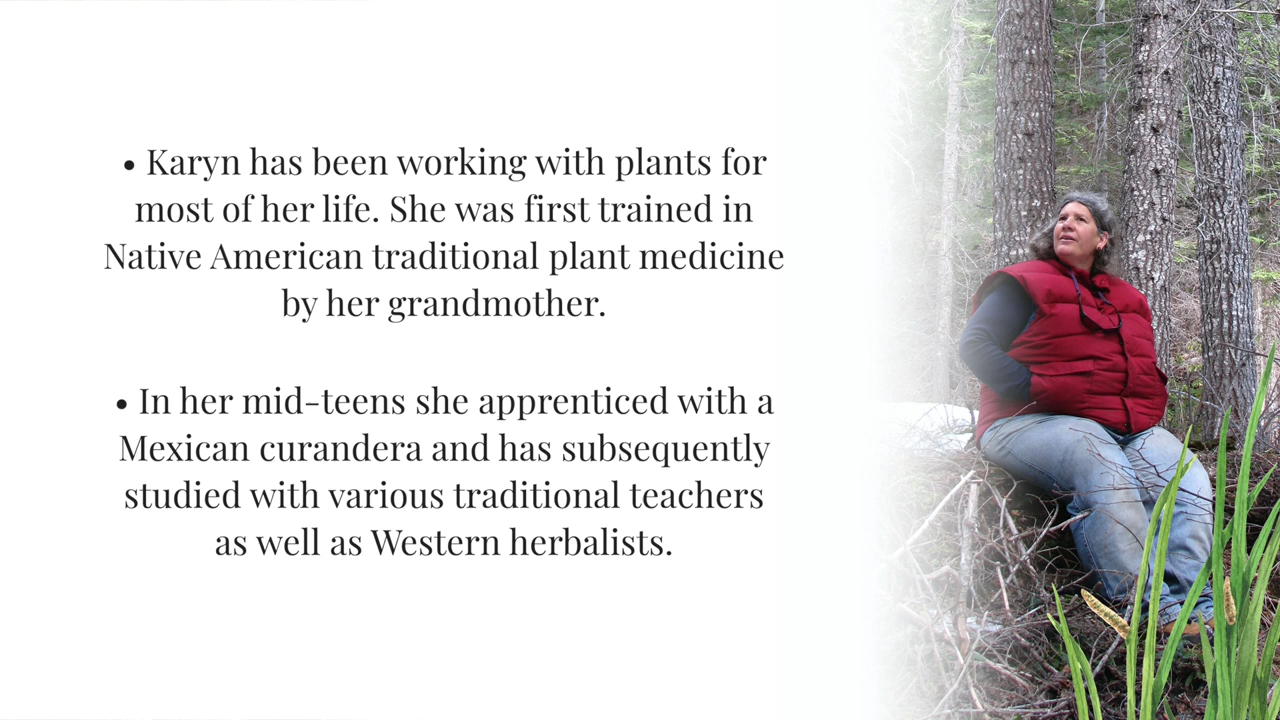 • Karyn has been working with plants for
most of her life. She was first trained in
Native American traditional plant medicine
by her grandmother.
• In her mid-teens she apprenticed with a
Mexican curandera and has subsequently
studied with various traditional teachers
as well as Western herbalists.